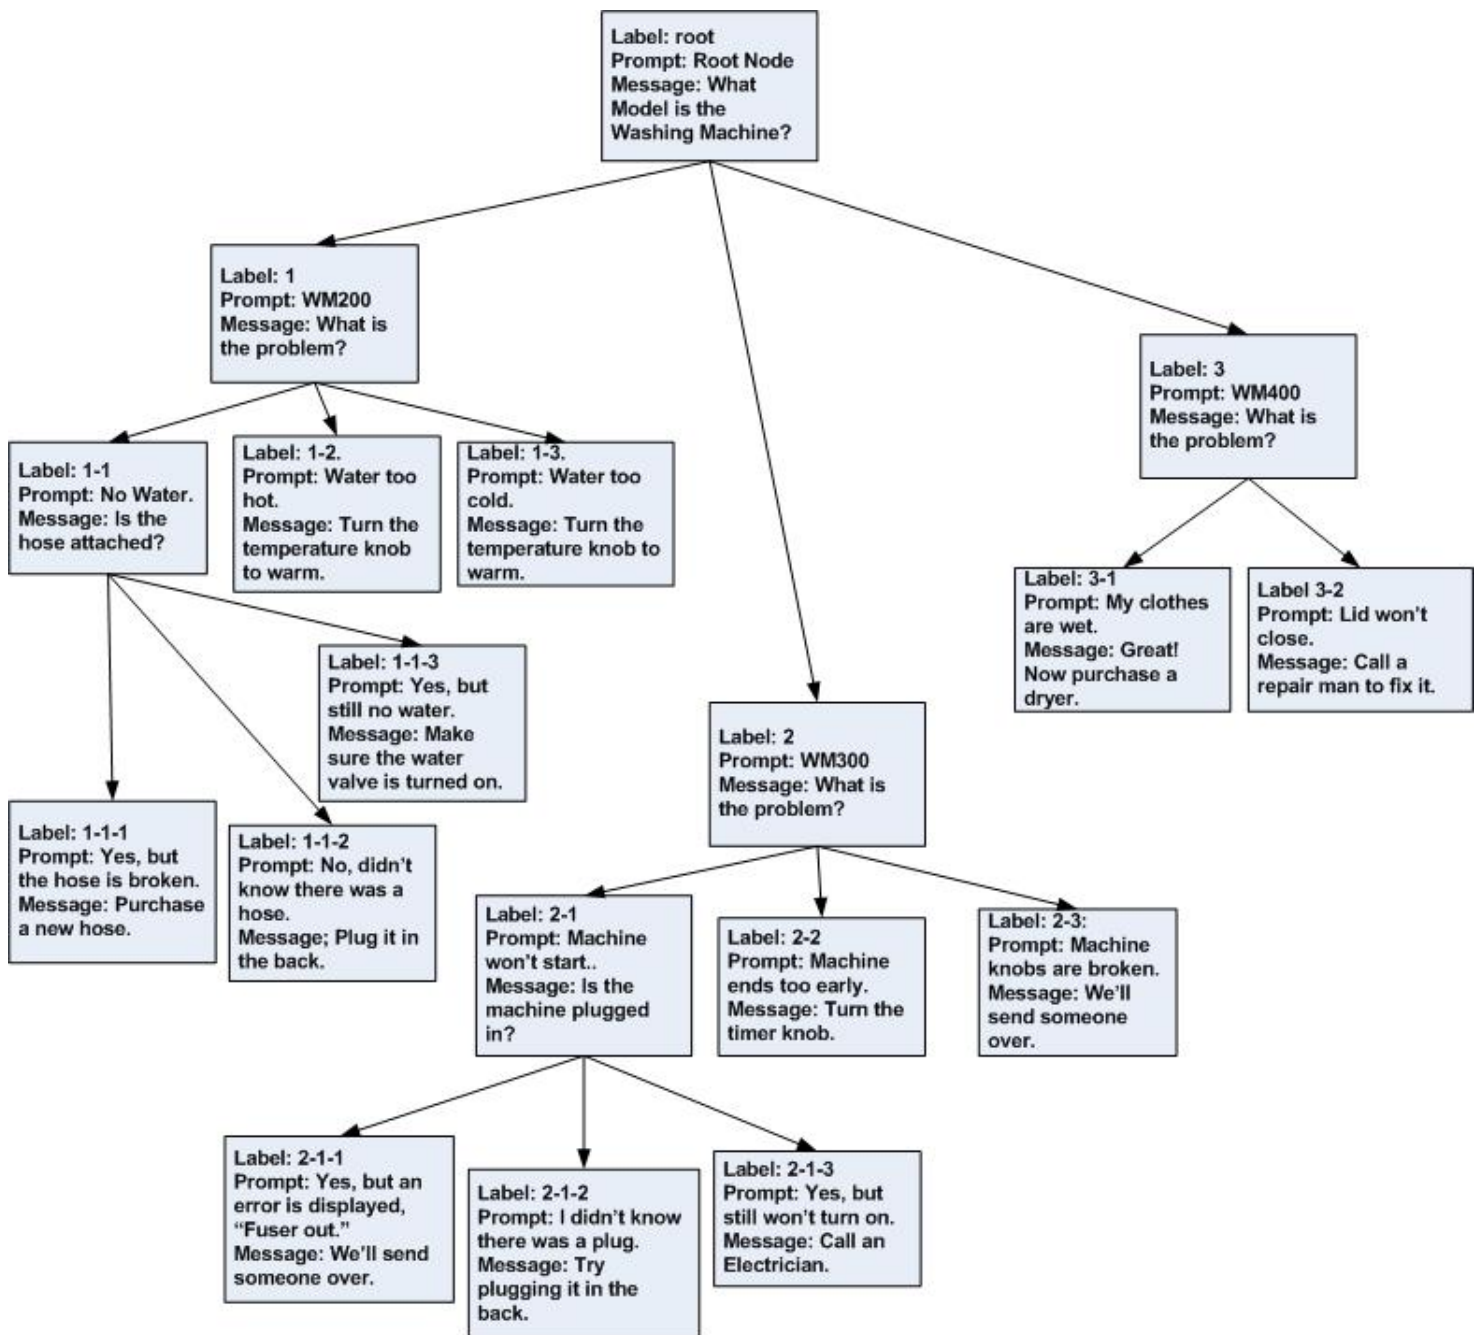 Label: root
Prompt: Root Node
Message: What
Model is the
Washing Machine?
Label: 1
Prompt: WM200
Message: What is
the problem?
Label: 3
Prompt: WM400
Message: What is
the problem?
Label: 1-1
Prompt: No Water.
Message: Is the
hose attached?
Label: 1-2.
Prompt: Water too
hot.
Message: Turn the
temperature knob
to warm.
Label: 1-3.
Prompt: Water too
cold.
Message: Turn the
temperature knob to
warm.
Label: 3-1
Prompt: My clothes
are wet.
Message: Great!
Now purchase a
dryer.
Label 3-2
Prompt: Lid won't
close.
Message: Call a
repair man to fix it.
Label: 1-1-3
Prompt: Yes, but
still no water.
Message: Make
sure the water
valve is turned on.
Label: 2
Prompt: WM300
Message: What is
the problem?
Label: 1-1-1
Prompt: Yes, but
the hose is broken.
Message: Purchase
a new hose.
Label: 1-1-2
Prompt: No, didn't
know there was a
hose.
Message; Plug it in
the back.
Label: 2-1
Prompt: Machine
won't start..
Message: Is the
machine plugged
in?
Label: 2-2
Prompt: Machine
ends too early.
Message: Turn the
timer knob.
Label: 2-3:
Prompt: Machine
knobs are broken.
Message: We'll
send someone
over.
Label: 2-1-1
Prompt: Yes, but an
error is displayed,
“Fuser out.”
Message: We'll send
someone over.
Label: 2-1-2
Prompt: I didn't know
there was a plug.
Message: Try
plugging it in the
back.
Label: 2-1-3
Prompt: Yes, but
still won't turn on.
Message: Call an
Electrician.